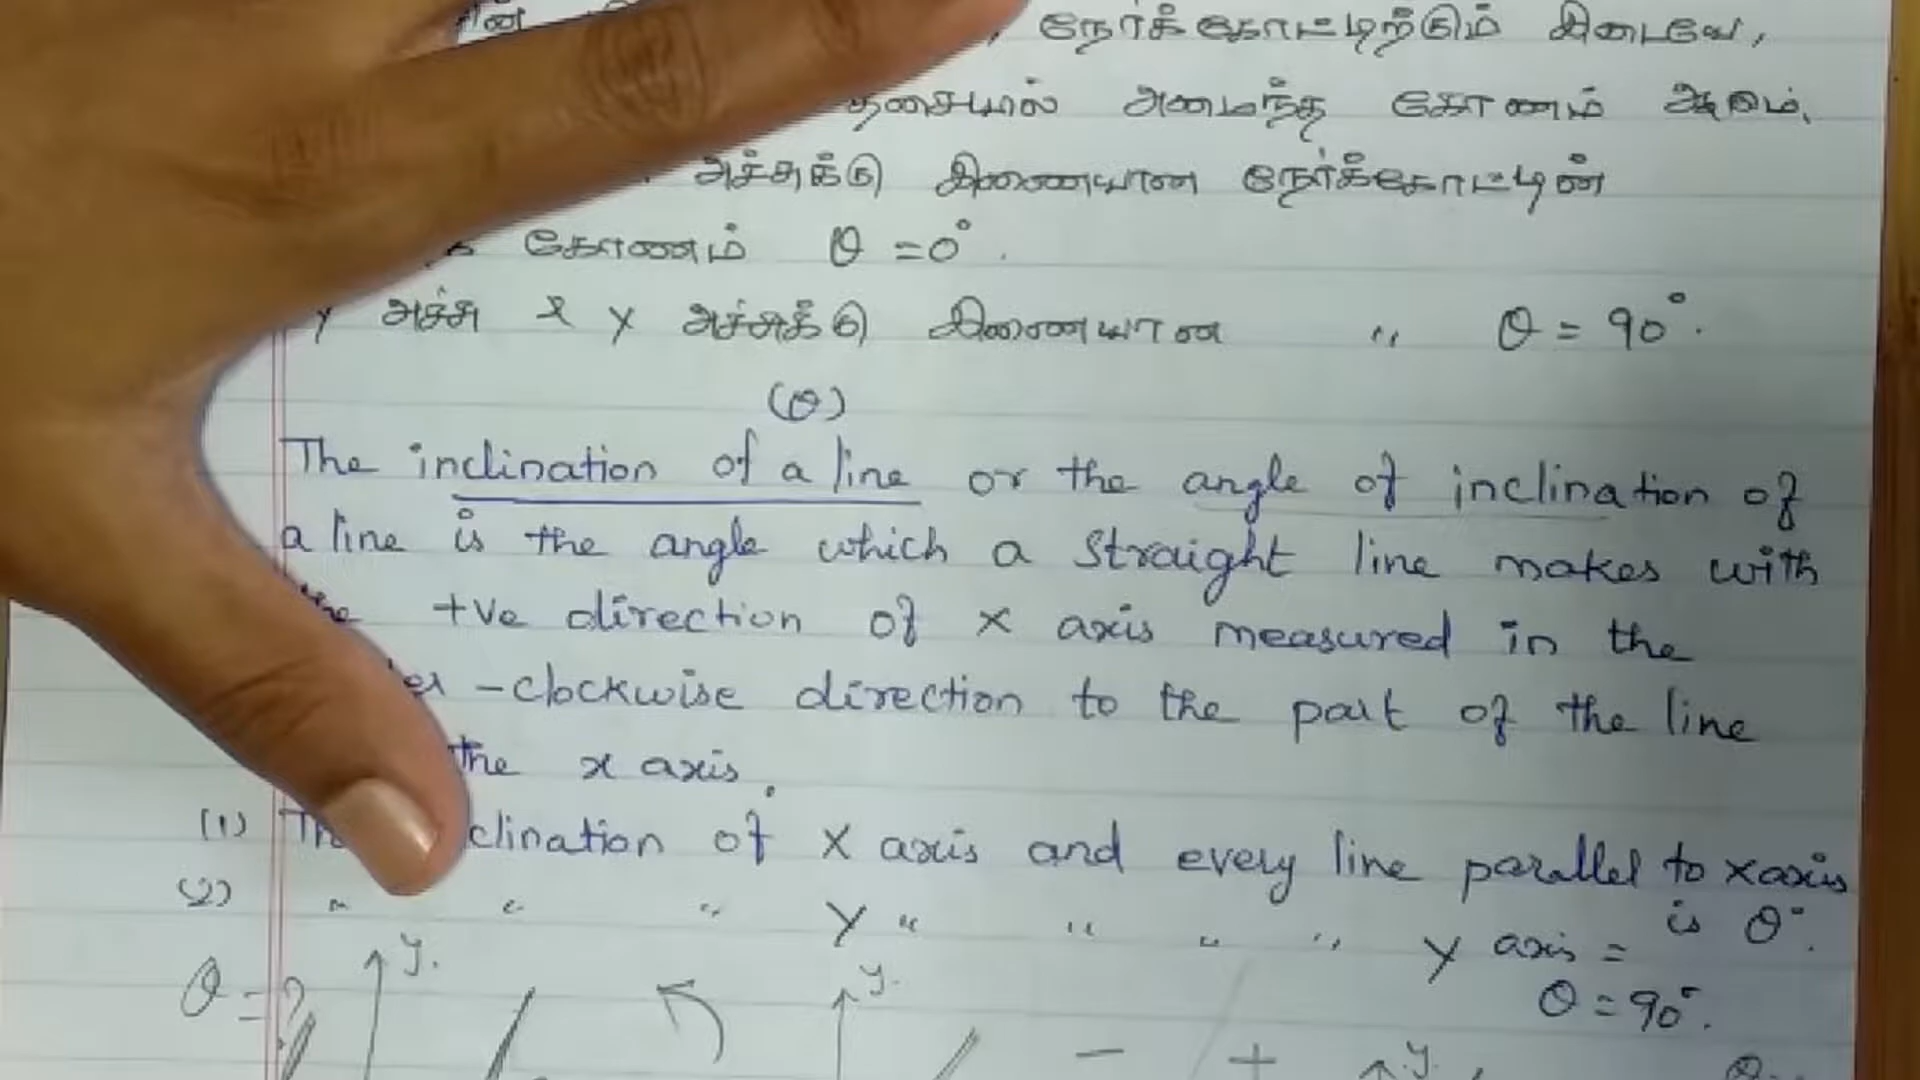 நேர்க்கோட்டிற்கும் இடையே,
திசையில் அமைந்த கோணம் ஆகும்.
அச்சுக்கு இணையான நேர்க்கோட்டின்
கோணம் θ = 0°.
y அச்சு & y அச்சுக்கு இணையான " θ = 90°.
(θ)
The inclination of a line or the angle of inclination of
a line is the angle which a straight line makes with
the +ve direction of x axis measured in the
-clockwise direction to the part of the line
the x axis.
(1) clination of X axis and every line parallel to x axis
is θ°.
(2) " " " Y " " " " Y axis =
θ = 90°.
θ = ?
y.
y.
- +
y.